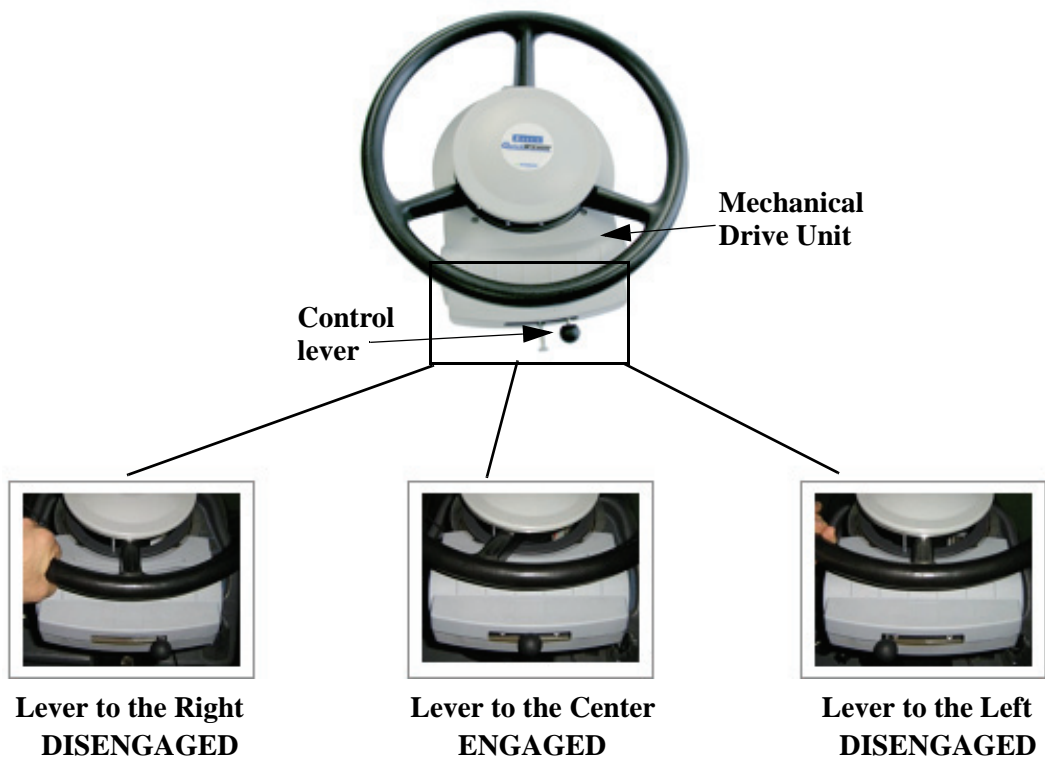 Mechanical
Drive Unit
Control
lever
Lever to the Right
DISENGAGED
Lever to the Center
ENGAGED
Lever to the Left
DISENGAGED